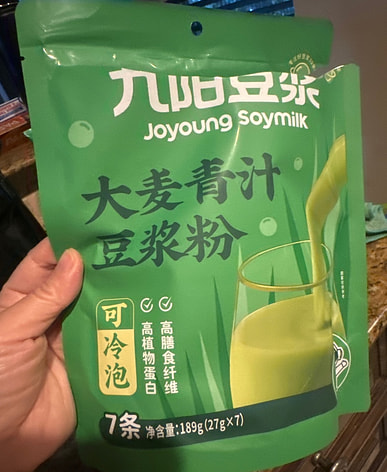 九阳豆浆
Joyoung Soymilk
大麦青汁
豆浆粉
可冷泡
高植物蛋白
高膳食纤维
7条 净含量:189g(27g×7)